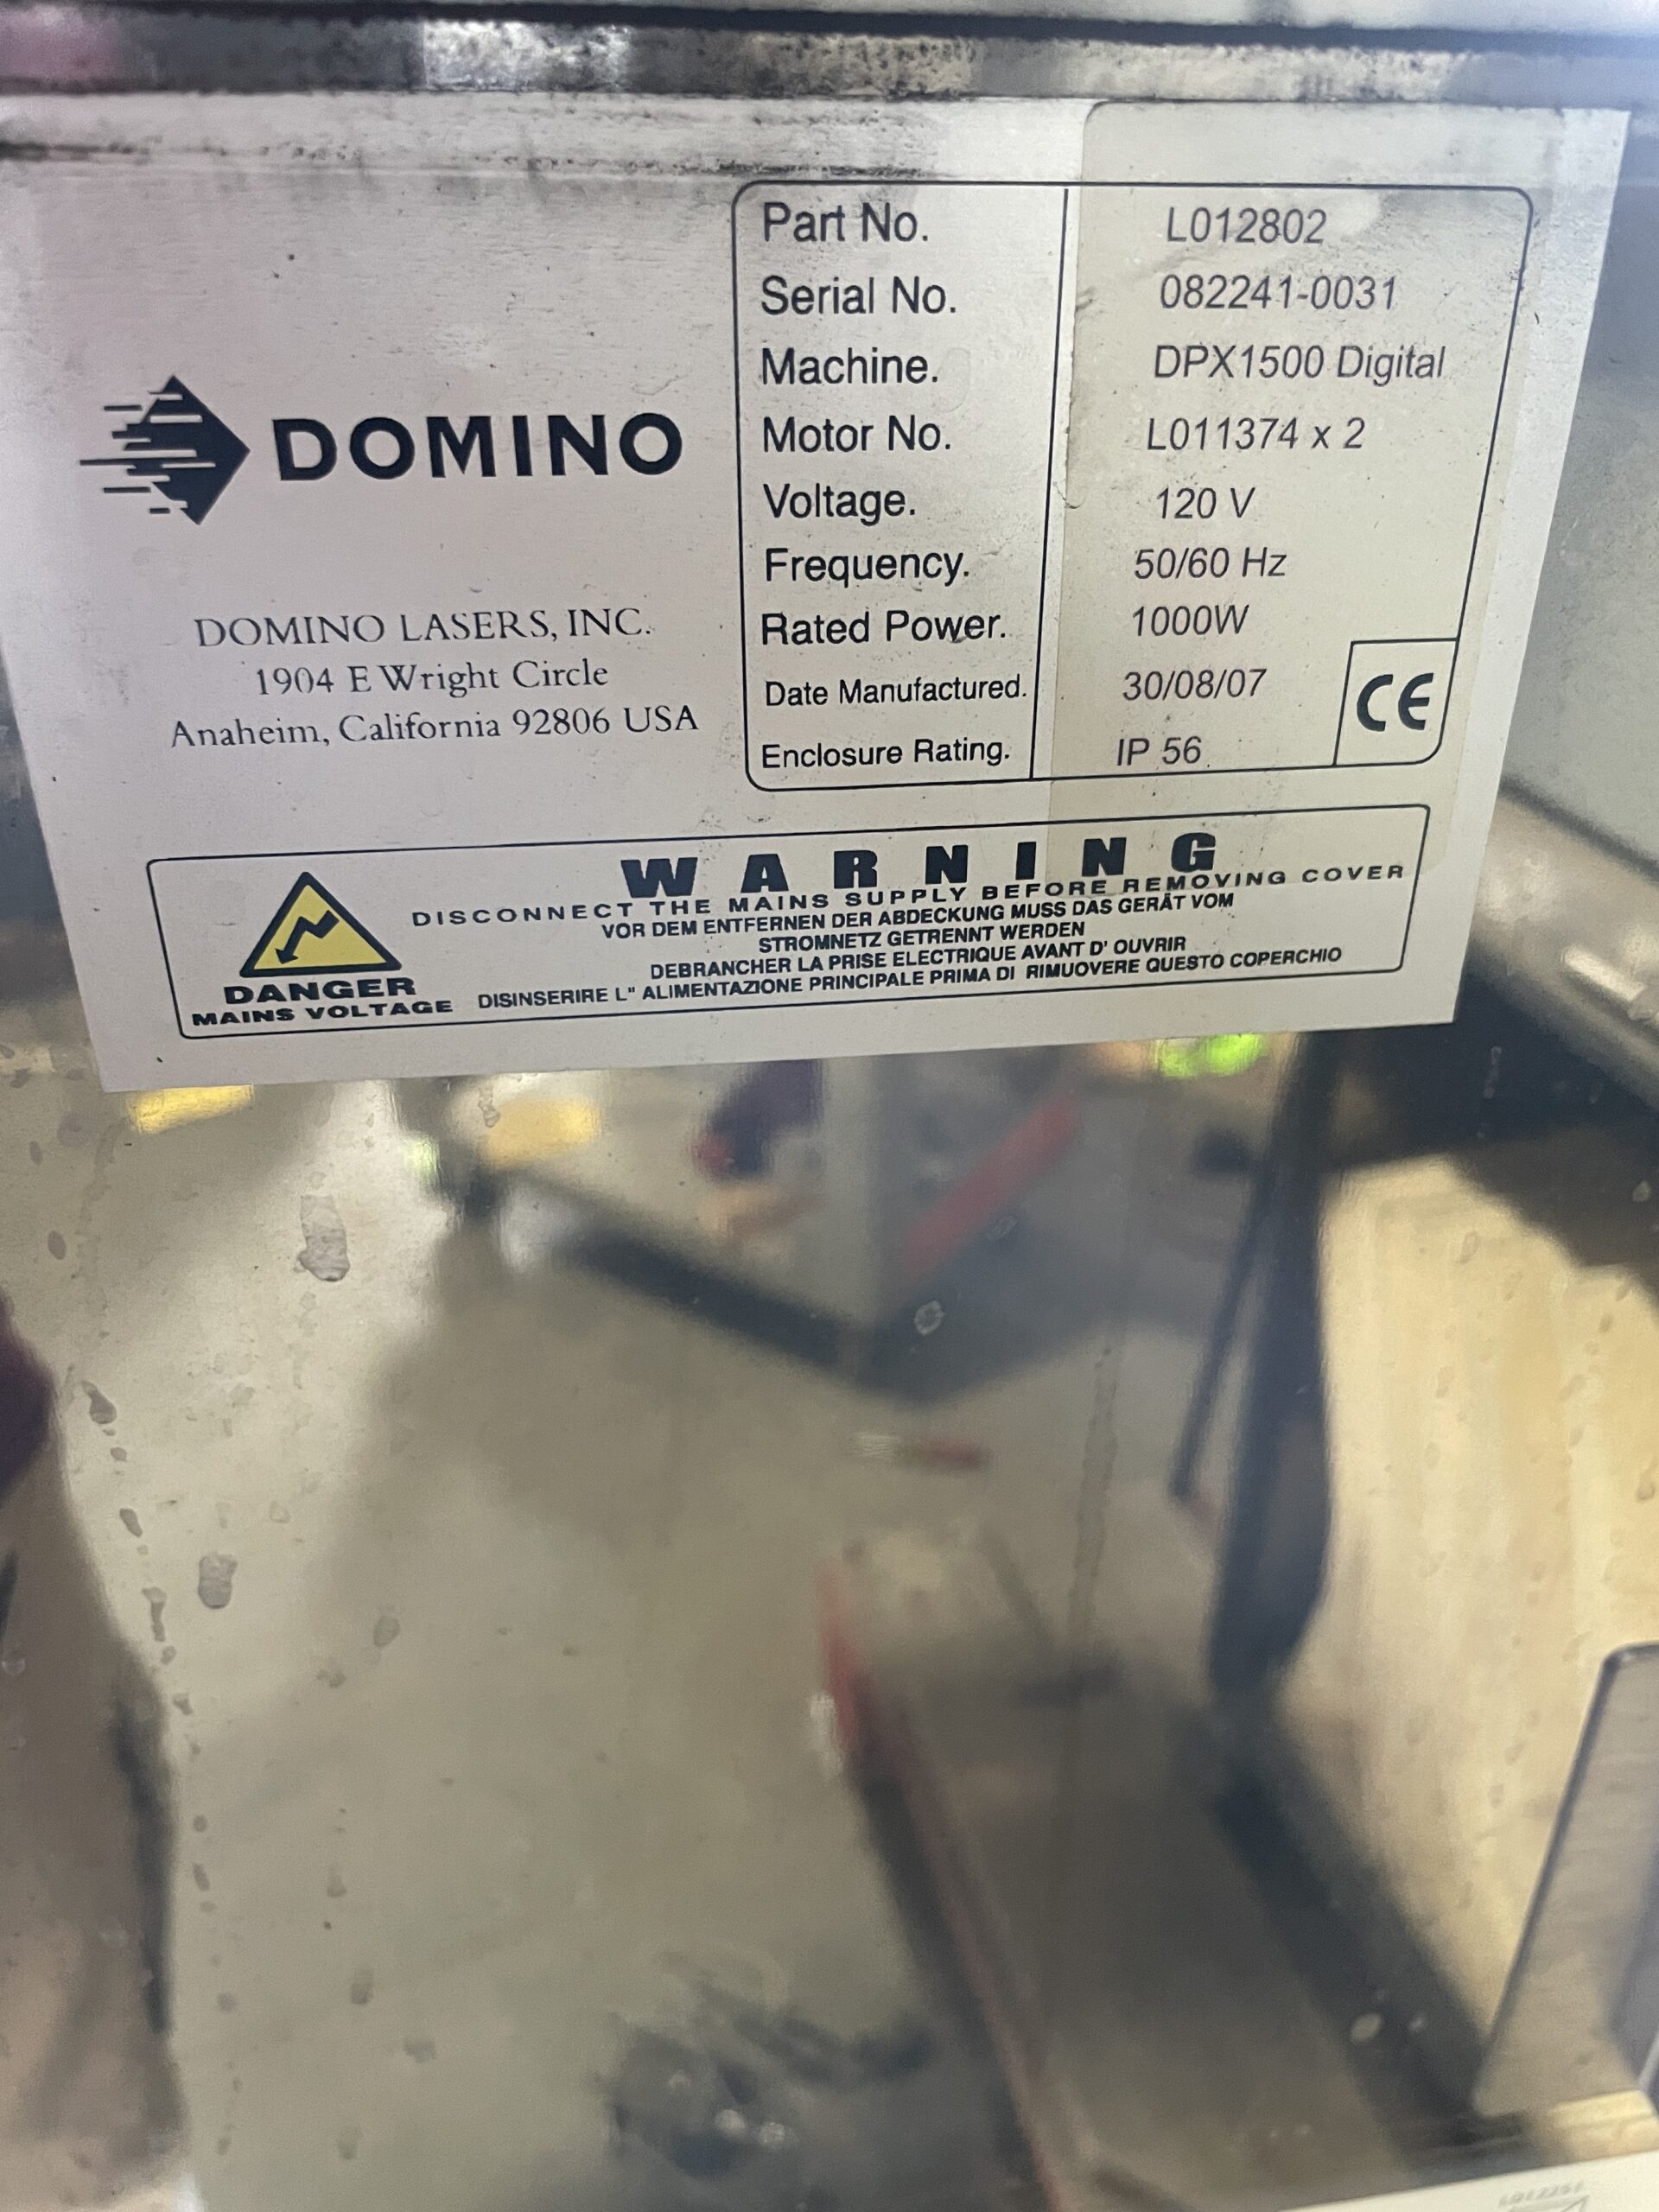 Part No. L012802
Serial No. 082241-0031
Machine. DPX1500 Digital
Motor No. L011374 x 2
Voltage. 120 V
Frequency. 50/60 Hz
Rated Power. 1000W
Date Manufactured. 30/08/07
Enclosure Rating. IP 56
CE
DOMINO
DOMINO LASERS, INC.
1904 E Wright Circle
Anaheim, California 92806 USA
WARNING
DISCONNECT THE MAINS SUPPLY BEFORE REMOVING COVER
VOR DEM ENTFERNEN DER ABDECKUNG MUSS DAS GERÄT VOM
STROMNETZ GETRENNT WERDEN
DEBRANCHER LA PRISE ELECTRIQUE AVANT D' OUVRIR
DISINSERIRE L" ALIMENTAZIONE PRINCIPALE PRIMA DI RIMUOVERE QUESTO COPERCHIO
DANGER
MAINS VOLTAGE